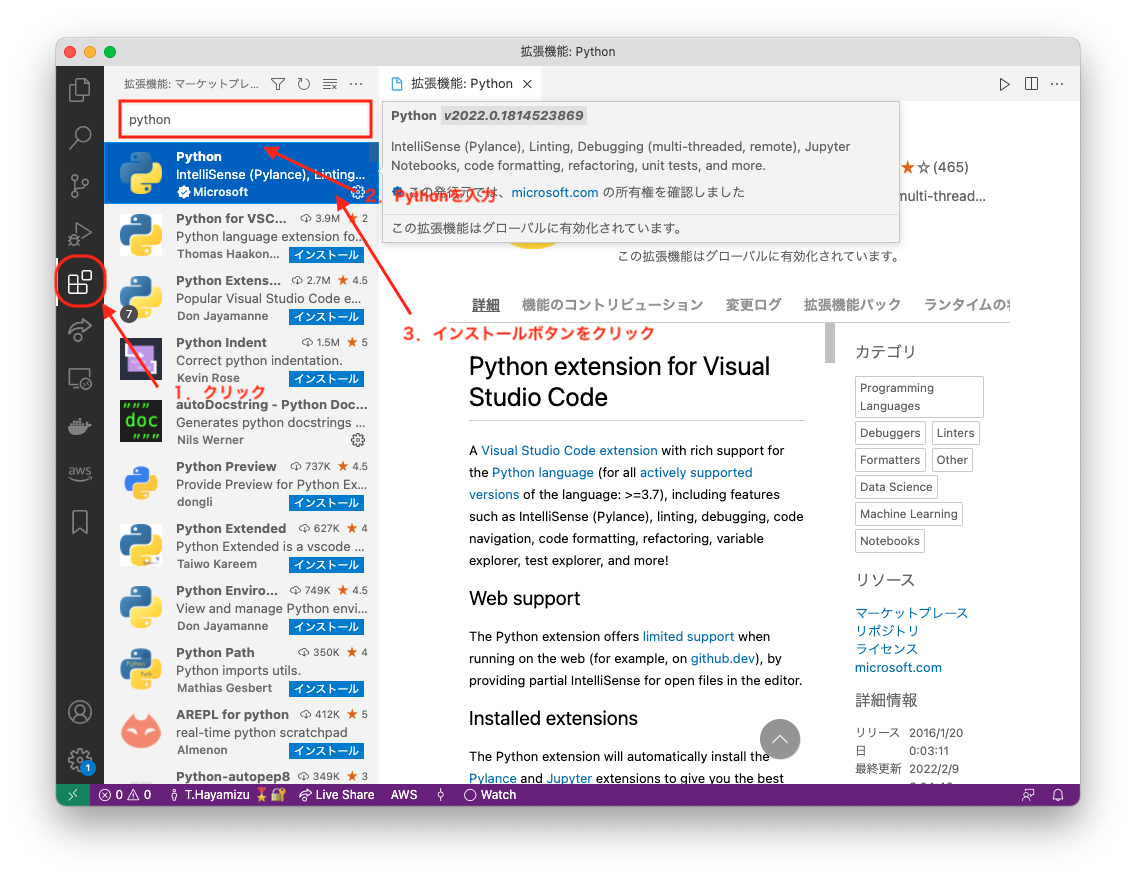 拡張機能: Python
拡張機能: マーケットプレ...
python
Python
IntelliSense (Pylance), Linting...
Microsoft
Python for VSC... 3.9M 2
Python language extension fo...
Thomas Haakon... インストール
Python Extens... 2.7M 4.5
Popular Visual Studio Code e...
Don Jayamanne インストール
7
Python Indent 1.5M 5
Correct python indentation.
Kevin Rose インストール
autoDocstring - Python Doc...
Generates python docstrings ...
Nils Werner
"""
doc
"""
Python Preview 737K 4.5
Provide Preview for Python Ex...
dongli インストール
Python Extended 627K 4
Python Extended is a vscode ...
Taiwo Kareem インストール
Python Enviro... 749K 4.5
View and manage Python envi...
Don Jayamanne インストール
Python Path 350K 4
Python imports utils.
Mathias Gesbert インストール
Python
Path
AREPL for python 412K 5
real-time python scratchpad
Almenon インストール
Python-autopep8 349K 3
1．クリック
2．Pythonを入力
3．インストールボタンをクリック
拡張機能: Python
Python v2022.0.1814523869
IntelliSense (Pylance), Linting, Debugging (multi-threaded, remote), Jupyter
Notebooks, code formatting, refactoring, unit tests, and more.
この発行元では、microsoft.com の所有権を確認しました
この拡張機能はグローバルに有効化されています。
(465)
multi-thread...
この拡張機能はグローバルに有効化されています。
詳細 機能のコントリビューション 変更ログ 拡張機能パック ランタイムの
Python extension for Visual
Studio Code
A Visual Studio Code extension with rich support for
the Python language (for all actively supported
versions of the language: >=3.7), including features
such as IntelliSense (Pylance), linting, debugging, code
navigation, code formatting, refactoring, variable
explorer, test explorer, and more!
Web support
The Python extension offers limited support when
running on the web (for example, on github.dev), by
providing partial IntelliSense for open files in the editor.
Installed extensions
The Python extension will automatically install the
Pylance and Jupyter extensions to give you the best
カテゴリ
Programming
Languages
Debuggers
Linters
Formatters
Other
Data Science
Machine Learning
Notebooks
リソース
マーケットプレース
リポジトリ
ライセンス
microsoft.com
詳細情報
リリース 2016/1/20
日 0:03:11
最終更新 2022/2/9
aws
1
0 0 T.Hayamizu Live Share AWS Watch